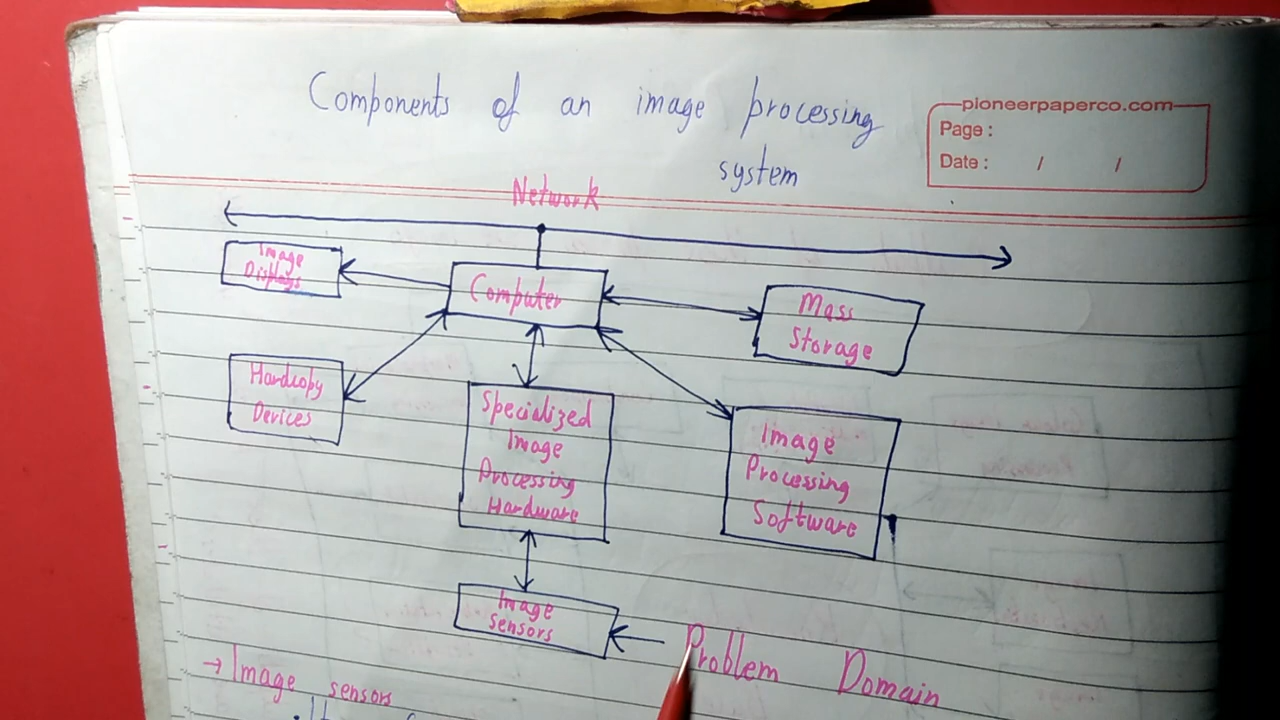 Components of an image processing
system
pioneerpaperco.com
Page :
Date : / /
Network
Image
Displays
Computer
Mass
Storage
Hardcopy
Devices
Specialized
Image
Processing
Hardware
Image
Processing
Software
Image
Sensors
Problem Domain
→ Image sensors